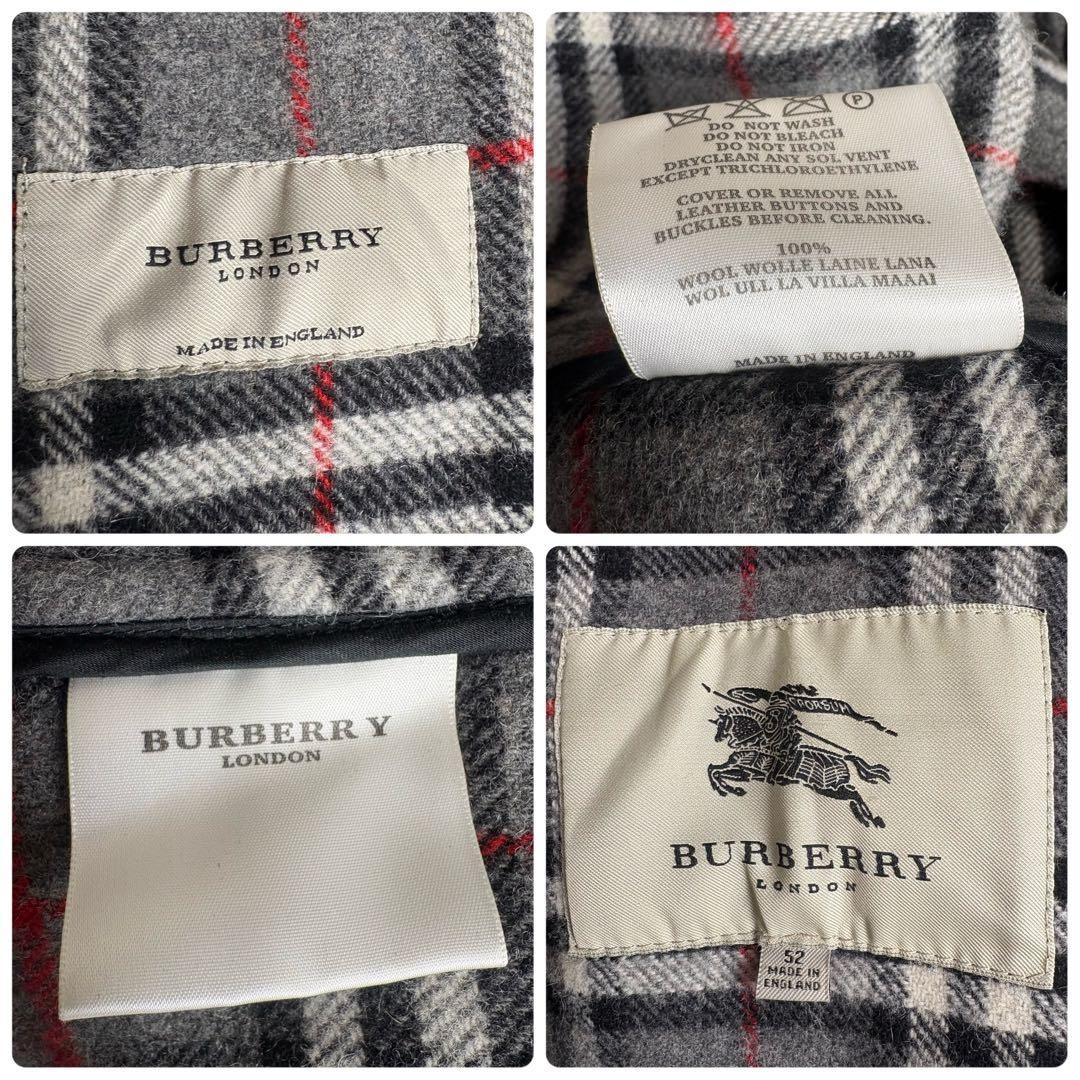 BURBERRY
LONDON
MADE IN ENGLAND
P
DO NOT WASH
DO NOT BLEACH
DO NOT IRON
DRYCLEAN ANY SOL VENT
EXCEPT TRICHLOROETHYLENE
COVER OR REMOVE ALL
LEATHER BUTTONS AND
BUCKLES BEFORE CLEANING.
100%
WOOL WOLLE LAINE LANA
WOL ULL LA VILLA MAAAI
MADE IN ENGLAND
BURBERRY
LONDON
PORSUM
BURBERRY
LONDON
52
MADE IN
ENGLAND